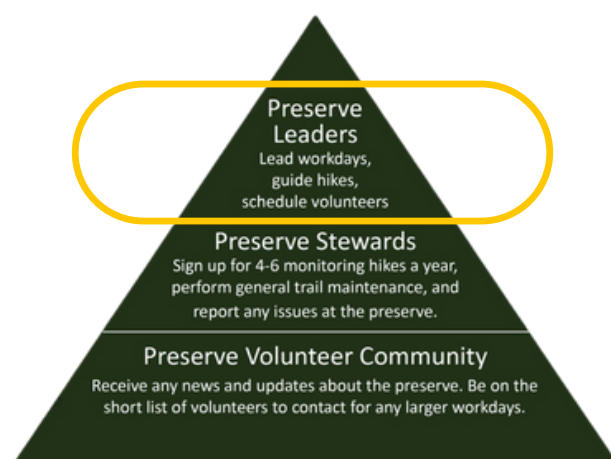 Preserve
Leaders
Lead workdays,
guide hikes,
schedule volunteers
Preserve Stewards
Sign up for 4-6 monitoring hikes a year,
perform general trail maintenance, and
report any issues at the preserve.
Preserve Volunteer Community
Receive any news and updates about the preserve. Be on the
short list of volunteers to contact for any larger workdays.